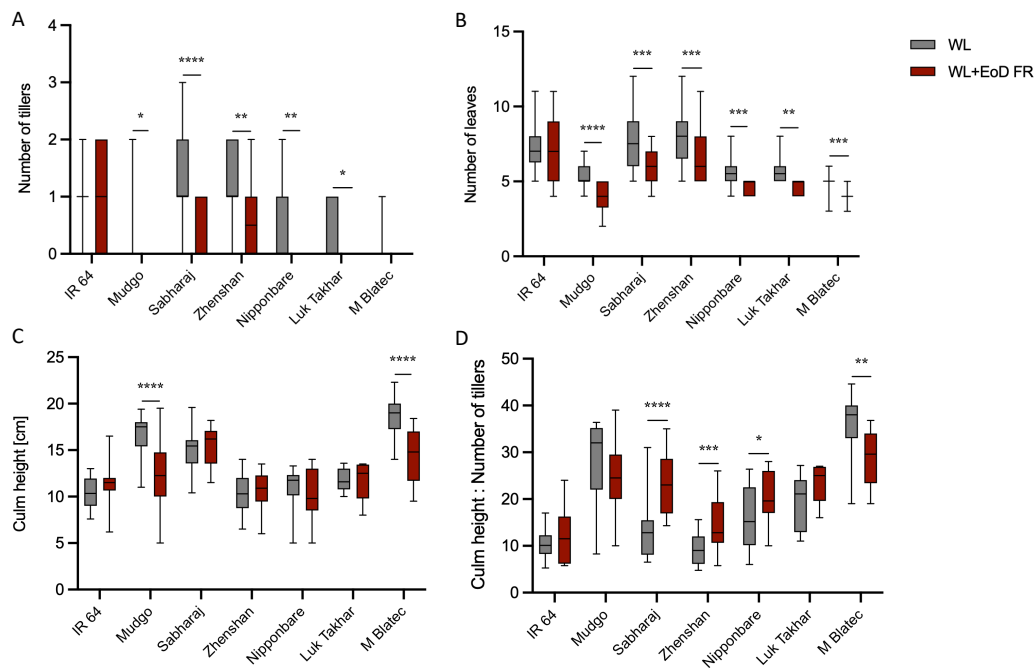 A
Number of tillers
4
3
2
1
0
*
****
**
**
*
IR 64
Mudgo
Sabharaj
Zhenshan
Nipponbare
Luk Takhar
M Blatec
B
Number of leaves
15
10
5
0
****
***
***
***
**
***
IR 64
Mudgo
Sabharaj
Zhenshan
Nipponbare
Luk Takhar
M Blatec
WL
WL+EoD FR
C
Culm height [cm]
25
20
15
10
5
0
****
****
IR 64
Mudgo
Sabharaj
Zhenshan
Nipponbare
Luk Takhar
M Blatec
D
Culm height : Number of tillers
50
40
30
20
10
0
****
***
*
**
IR 64
Mudgo
Sabharaj
Zhenshan
Nipponbare
Luk Takhar
M Blatec